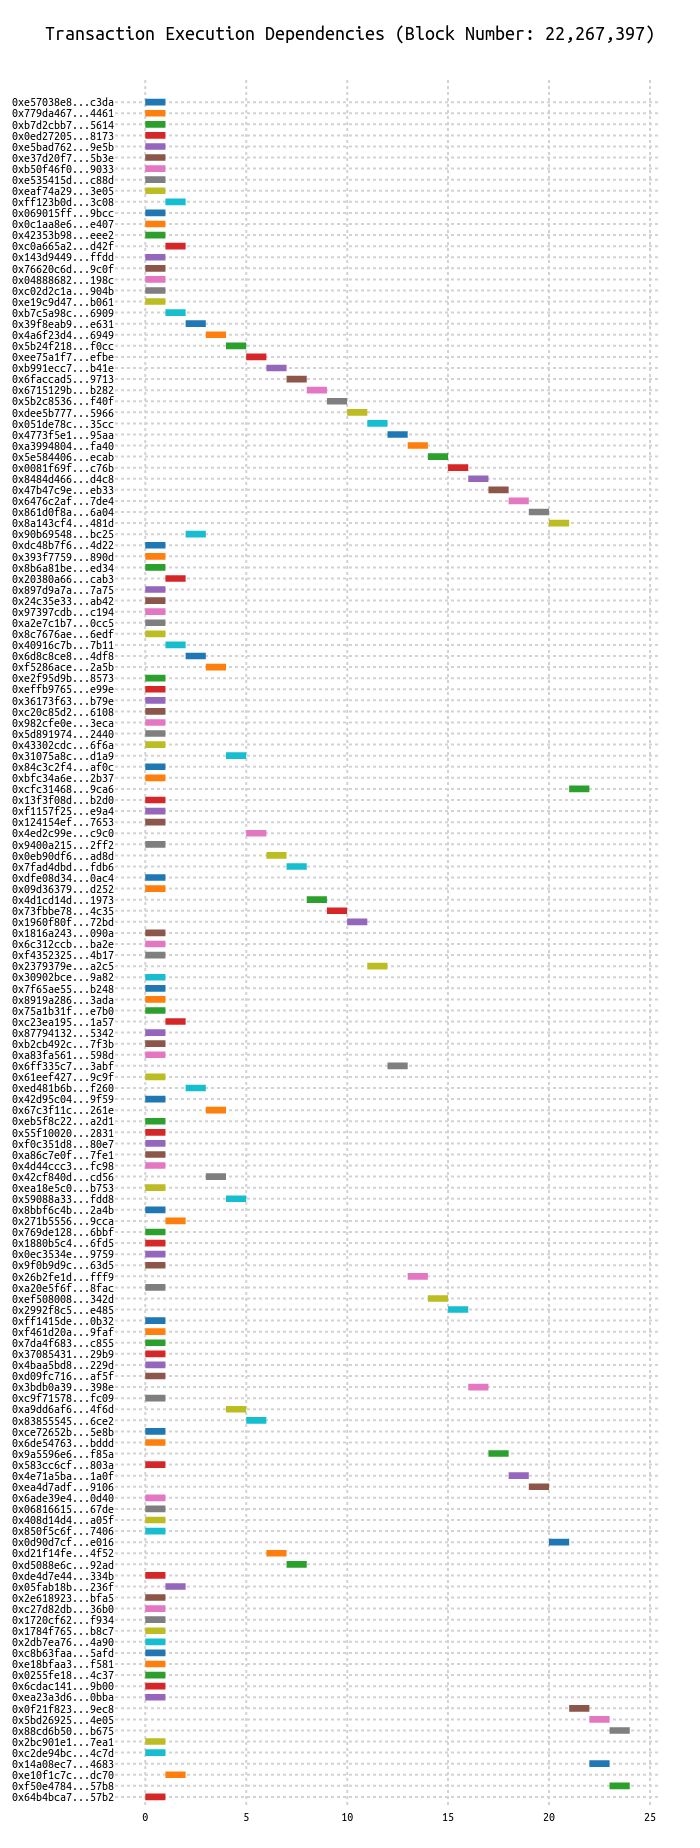 Transaction Execution Dependencies (Block Number: 22,267,397)
0xe57038e8...c3da
0x779da467...4461
0xb7d2cbb7...5614
0x0ed27205...8173
0xe5bad762...9e5b
0xe37d20f7...5b3e
0xb50f46f0...9033
0xe535415d...c88d
0xeaf74a29...3e05
0xff123b0d...3c08
0x069015ff...9bcc
0x0c1aa8e6...e407
0x42353b98...eee2
0xc0a665a2...d42f
0x143d9449...ffdd
0x76620c6d...9c0f
0x04888682...198c
0xc02d2c1a...904b
0xe19c9d47...b061
0xb7c5a98c...6909
0x39f8eab9...e631
0x4a6f23d4...6949
0x5b24f218...f0cc
0xee75a1f7...efbe
0xb991ecc7...b41e
0x6faccad5...9713
0x6715129b...b282
0x5b2c8536...f40f
0xdee5b777...5966
0x051de78c...35cc
0x4773f5e1...95aa
0xa3994804...fa40
0x5e584406...ecab
0x0081f69f...c76b
0x8484d466...d4c8
0x47b47c9e...eb33
0x6476c2af...7de4
0x861d0f8a...6a04
0x8a143cf4...481d
0x90b69548...bc25
0xdc48b7f6...4d22
0x393f7759...890d
0x8b6a81be...ed34
0x20380a66...cab3
0x897d9a7a...7a75
0x24c35e33...ab42
0x97397cdb...c194
0xa2e7c1b7...0cc5
0x8c7676ae...6edf
0x40916c7b...7b11
0x6d8c8ce8...4df8
0xf5286ace...2a5b
0xe2f95d9b...8573
0xeffb9765...e99e
0x36173f63...b79e
0xc20c85d2...6108
0x982cfe0e...3eca
0x5d891974...2440
0x43302cdc...6f6a
0x31075a8c...d1a9
0x84c3c2f4...af0c
0xbfc34a6e...2b37
0xcfc31468...9ca6
0x13f3f08d...b2d0
0xf1157f25...e9a4
0x124154ef...7653
0x4ed2c99e...c9c0
0x9400a215...2ff2
0x0eb90df6...ad8d
0x7fad4dbd...fdb6
0xdfe08d34...0ac4
0x09d36379...d252
0x4d1cd14d...1973
0x73fbbe78...4c35
0x1960f80f...72bd
0x1816a243...090a
0x6c312ccb...ba2e
0xf4352325...4b17
0x2379379e...a2c5
0x30902bce...9a82
0x7f65ae55...b248
0x8919a286...3ada
0x75a1b31f...e7b0
0xc23ea195...1a57
0x87794132...5342
0xb2cb492c...7f3b
0xa83fa561...598d
0x6ff335c7...3abf
0x61eef427...9c9f
0xed481b6b...f260
0x42d95c04...9f59
0x67c3f11c...261e
0xeb5f8c22...a2d1
0x55f10020...2831
0xf0c351d8...80e7
0xa86c7e0f...7fe1
0x4d44ccc3...fc98
0x42cf840d...cd56
0xea18e5c0...b753
0x59088a33...fdd8
0x8bbf6c4b...2a4b
0x271b5556...9cca
0x769de128...6bbf
0x1880b5c4...6fd5
0x0ec3534e...9759
0x9f0b9d9c...63d5
0x26b2fe1d...fff9
0xa20e5f6f...8fac
0xef508008...342d
0x2992f8c5...e485
0xff1415de...0b32
0xf461d20a...9faf
0x7da4f683...c855
0x37085431...29b9
0x4baa5bd8...229d
0xd09fc716...af5f
0x3bdb0a39...398e
0xc9f71578...fc09
0xa9dd6af6...4f6d
0x83855545...6ce2
0xce72652b...5e8b
0x6de54763...bddd
0x9a5596e6...f85a
0x583cc6cf...803a
0x4e71a5ba...1a0f
0xea4d7adf...9106
0x6ade39e4...0d40
0x06816615...67de
0x408d14d4...a05f
0x850f5c6f...7406
0x0d90d7cf...e016
0xd21f14fe...4f52
0xd5088e6c...92ad
0xde4d7e44...334b
0x05fab18b...236f
0x2e618923...bfa5
0xc27d82db...36b0
0x1720cf62...f934
0x1784f765...b8c7
0x2db7ea76...4a90
0xc8b63faa...5afd
0xe18bfaa3...f581
0x0255fe18...4c37
0x6cdac141...9b00
0xea23a3d6...0bba
0x0f21f823...9ec8
0x5bd26925...4e05
0x88cd6b50...b675
0x2bc901e1...7ea1
0xc2de94bc...4c7d
0x14a08ec7...4683
0xe10f1c7c...dc70
0xf50e4784...57b8
0x64b4bca7...57b2
0 5 10 15 20 25